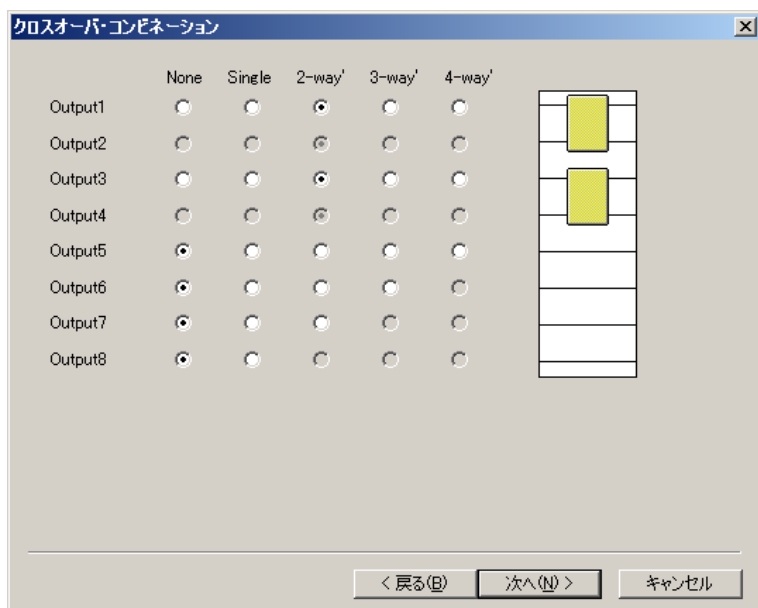 クロスオーバ・コンビネーション
None Single 2-way' 3-way' 4-way'
Output1
Output2
Output3
Output4
Output5
Output6
Output7
Output8
< 戻る(B) 次へ(N) > キャンセル